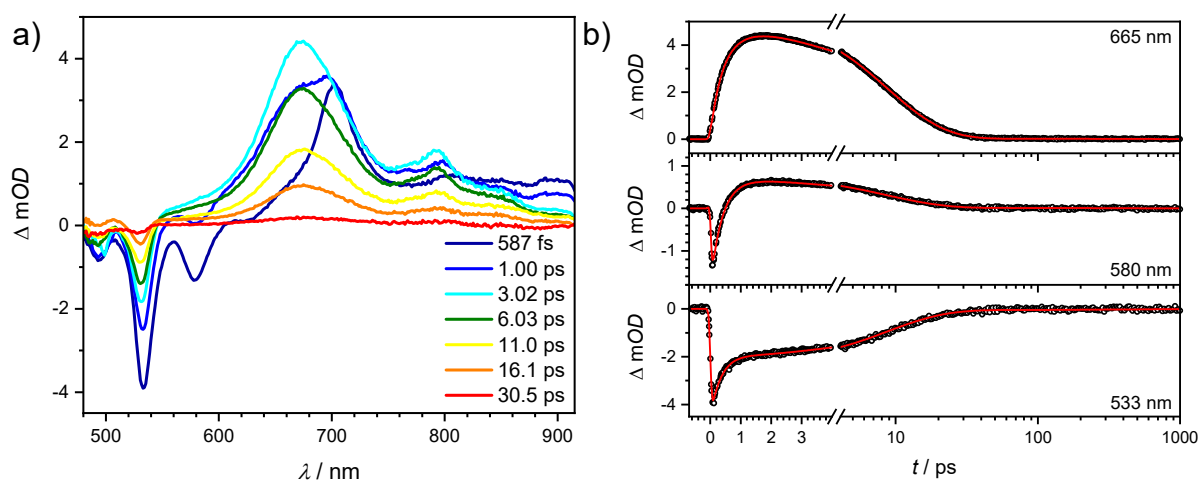 a)
Δ mOD
4
2
0
-2
-4
587 fs
1.00 ps
3.02 ps
6.03 ps
11.0 ps
16.1 ps
30.5 ps
500 600 700 800 900
λ / nm
b)
665 nm
Δ mOD
4
2
0
580 nm
Δ mOD
1
0
-1
533 nm
Δ mOD
0
-2
-4
0 1 2 3 10 100 1000
t / ps